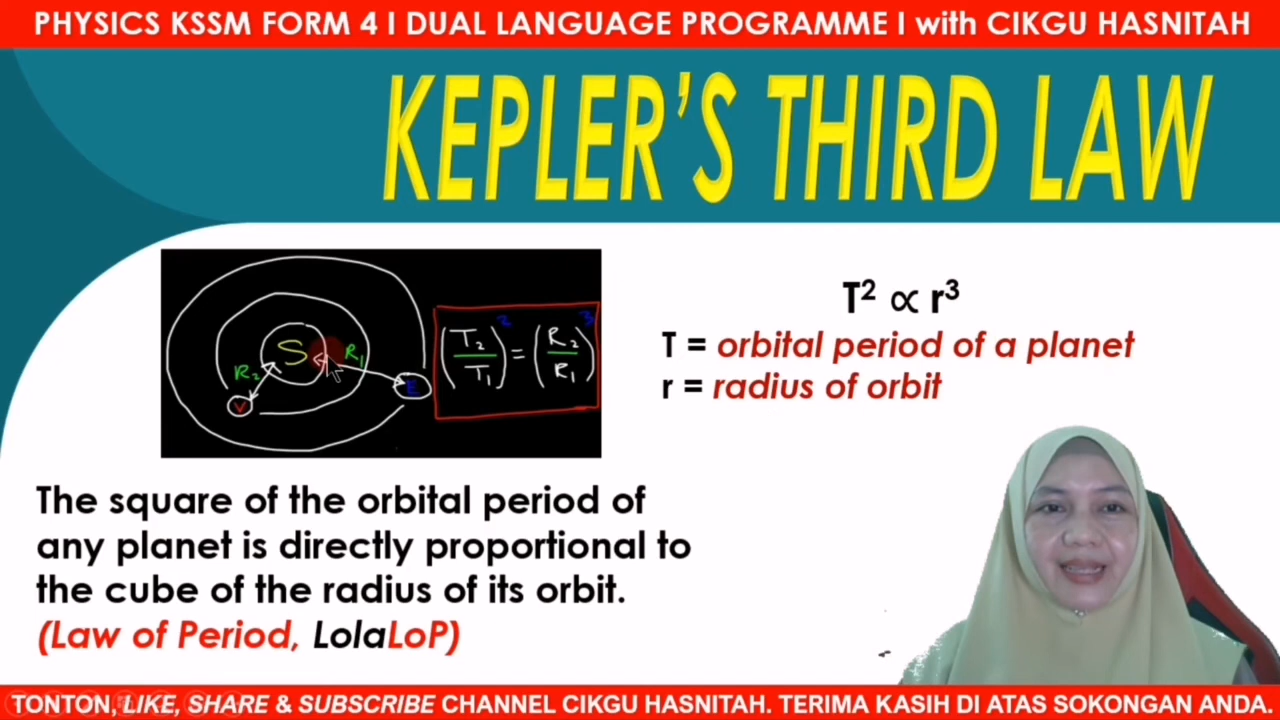 PHYSICS KSSM FORM 4 I DUAL LANGUAGE PROGRAMME I with CIKGU HASNITAH
KEPLER'S THIRD LAW
S
R₁
R₂
V
E
(T₂/T₁)² = (R₂/R₁)³
T² ∝ r³
T = orbital period of a planet
r = radius of orbit
The square of the orbital period of
any planet is directly proportional to
the cube of the radius of its orbit.
(Law of Period, LolaLoP)
TONTON, LIKE, SHARE & SUBSCRIBE CHANNEL CIKGU HASNITAH. TERIMA KASIH DI ATAS SOKONGAN ANDA.